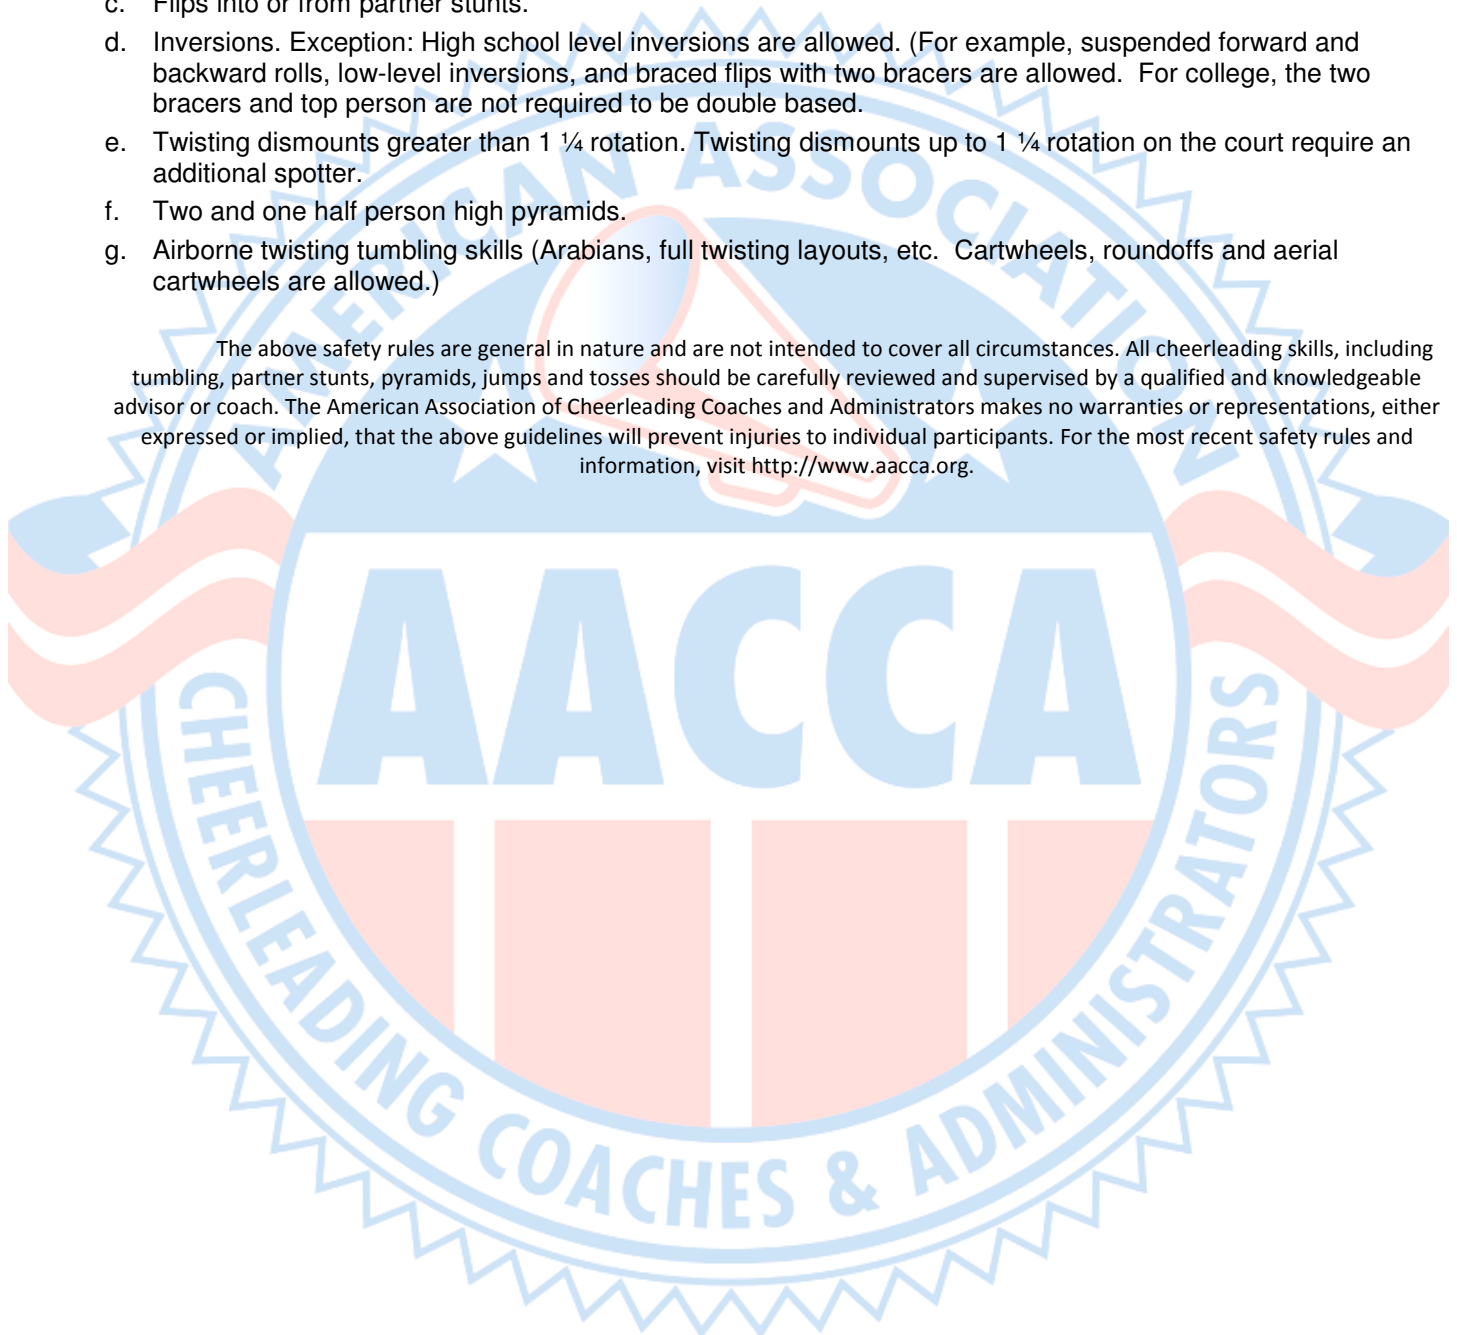 c. Flips into or from partner stunts.
d. Inversions. Exception: High school level inversions are allowed. (For example, suspended forward and
backward rolls, low-level inversions, and braced flips with two bracers are allowed.  For college, the two
bracers and top person are not required to be double based.
e. Twisting dismounts greater than 1 ¼ rotation. Twisting dismounts up to 1 ¼ rotation on the court require an
additional spotter.
f. Two and one half person high pyramids.
g. Airborne twisting tumbling skills (Arabians, full twisting layouts, etc.  Cartwheels, roundoffs and aerial
cartwheels are allowed.)
The above safety rules are general in nature and are not intended to cover all circumstances. All cheerleading skills, including
tumbling, partner stunts, pyramids, jumps and tosses should be carefully reviewed and supervised by a qualified and knowledgeable
advisor or coach. The American Association of Cheerleading Coaches and Administrators makes no warranties or representations, either
expressed or implied, that the above guidelines will prevent injuries to individual participants. For the most recent safety rules and
information, visit http://www.aacca.org.
AMERICAN ASSOCIATION
AACCA
CHEERLEADING COACHES & ADMINISTRATORS